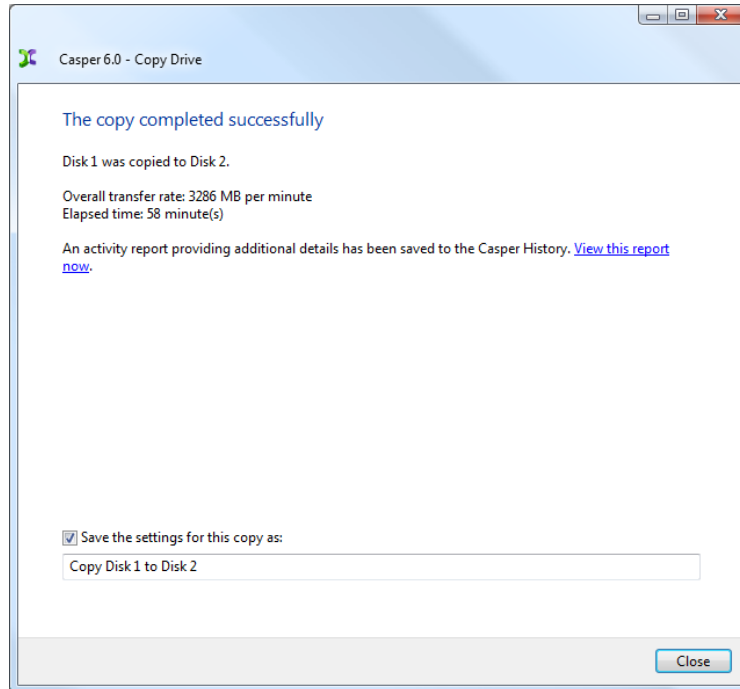 Casper 6.0 - Copy Drive
The copy completed successfully
Disk 1 was copied to Disk 2.
Overall transfer rate: 3286 MB per minute
Elapsed time: 58 minute(s)
An activity report providing additional details has been saved to the Casper History. View this report
now.
Save the settings for this copy as:
Copy Disk 1 to Disk 2
Close